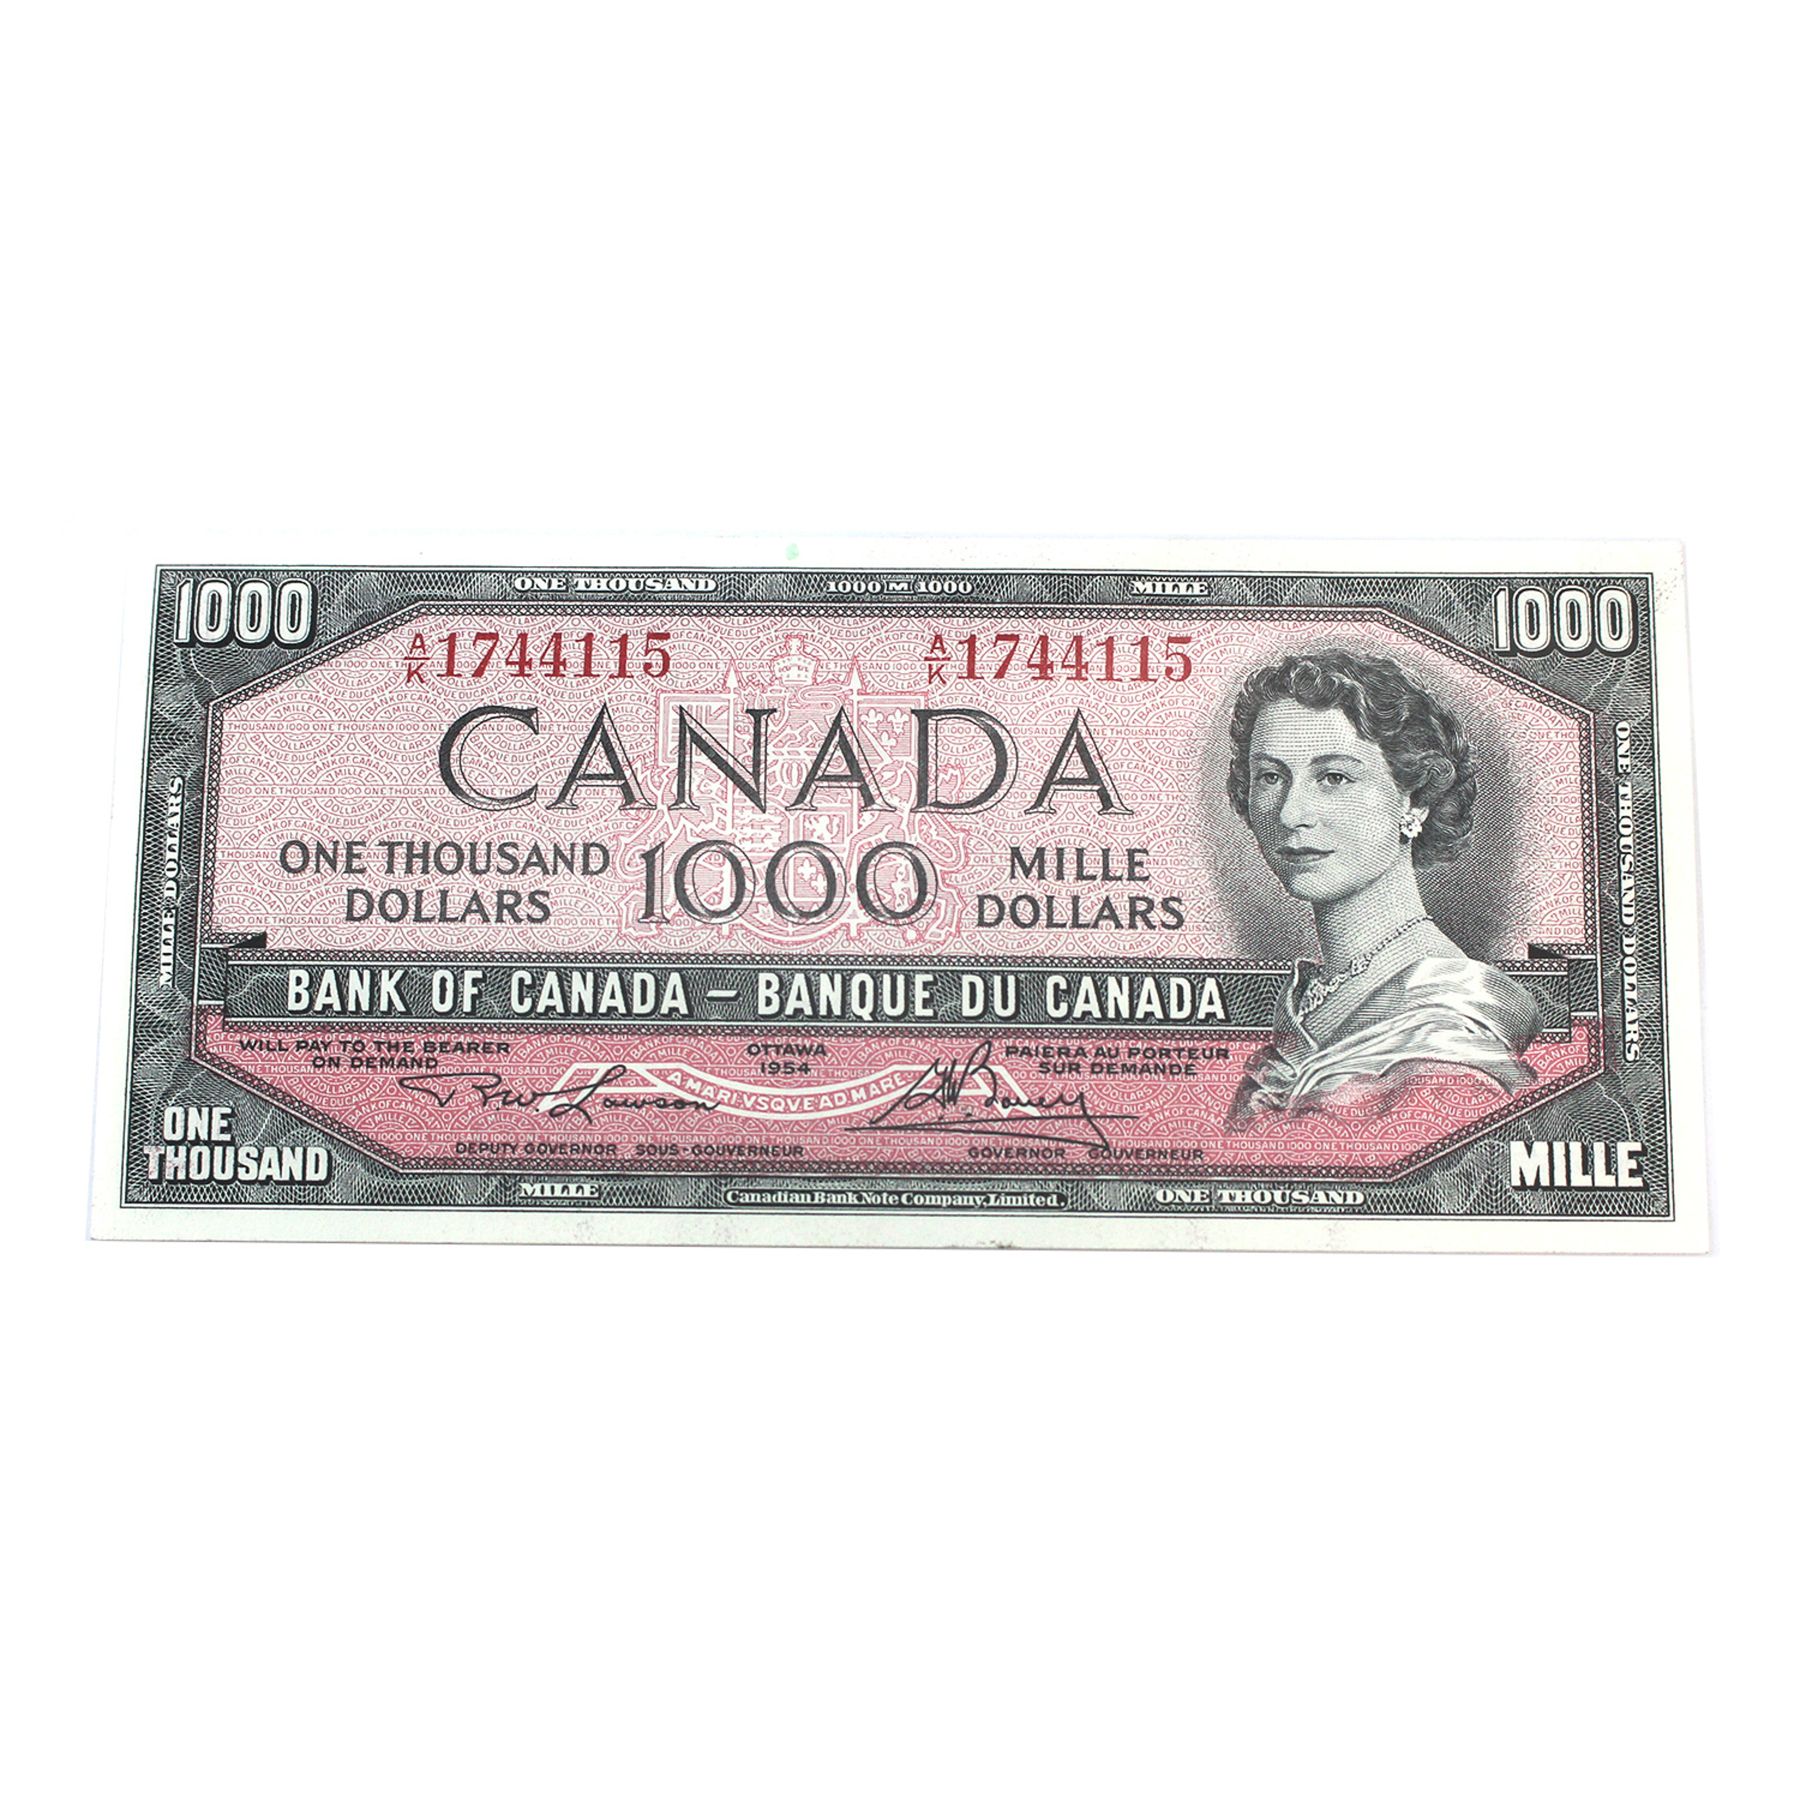 1000 ONE THOUSAND 1000 M 1000 MILLE 1000
A/K 1744115 A/K 1744115
CANADA
ONE THOUSAND DOLLARS 1000 MILLE DOLLARS
MILLE DOLLARS
ONE THOUSAND DOLLARS
BANK OF CANADA – BANQUE DU CANADA
WILL PAY TO THE BEARER
ON DEMAND
OTTAWA
1954
PAIERA AU PORTEUR
SUR DEMANDE
A MARI VSQVE AD MARE
R.W. Lawson
G.K. Bouey
DEPUTY GOVERNOR SOUS-GOUVERNEUR
GOVERNOR GOUVERNEUR
ONE
THOUSAND
MILLE
MILLE Canadian Bank Note Company, Limited. ONE THOUSAND